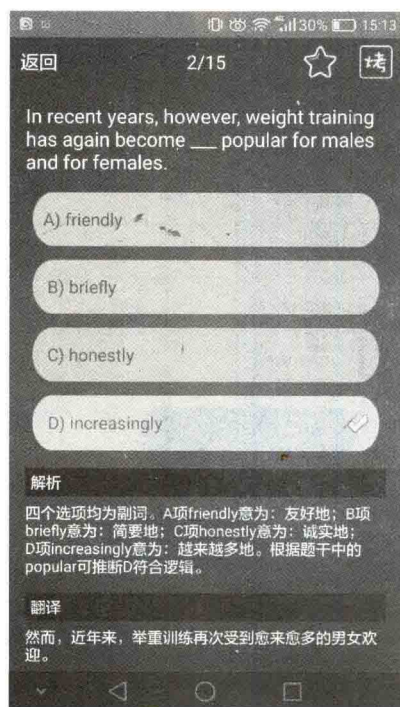 30% 15:13
返回 2/15 烤
In recent years, however, weight training
has again become ___ popular for males
and for females.
A) friendly
B) briefly
C) honestly
D) increasingly
解析
四个选项均为副词。A项friendly意为：友好地；B项
briefly意为：简要地；C项honestly意为：诚实地；
D项increasingly意为：越来越多地。根据题干中的
popular可推断D符合逻辑。
翻译
然而，近年来，举重训练再次受到愈来愈多的男女欢
迎。